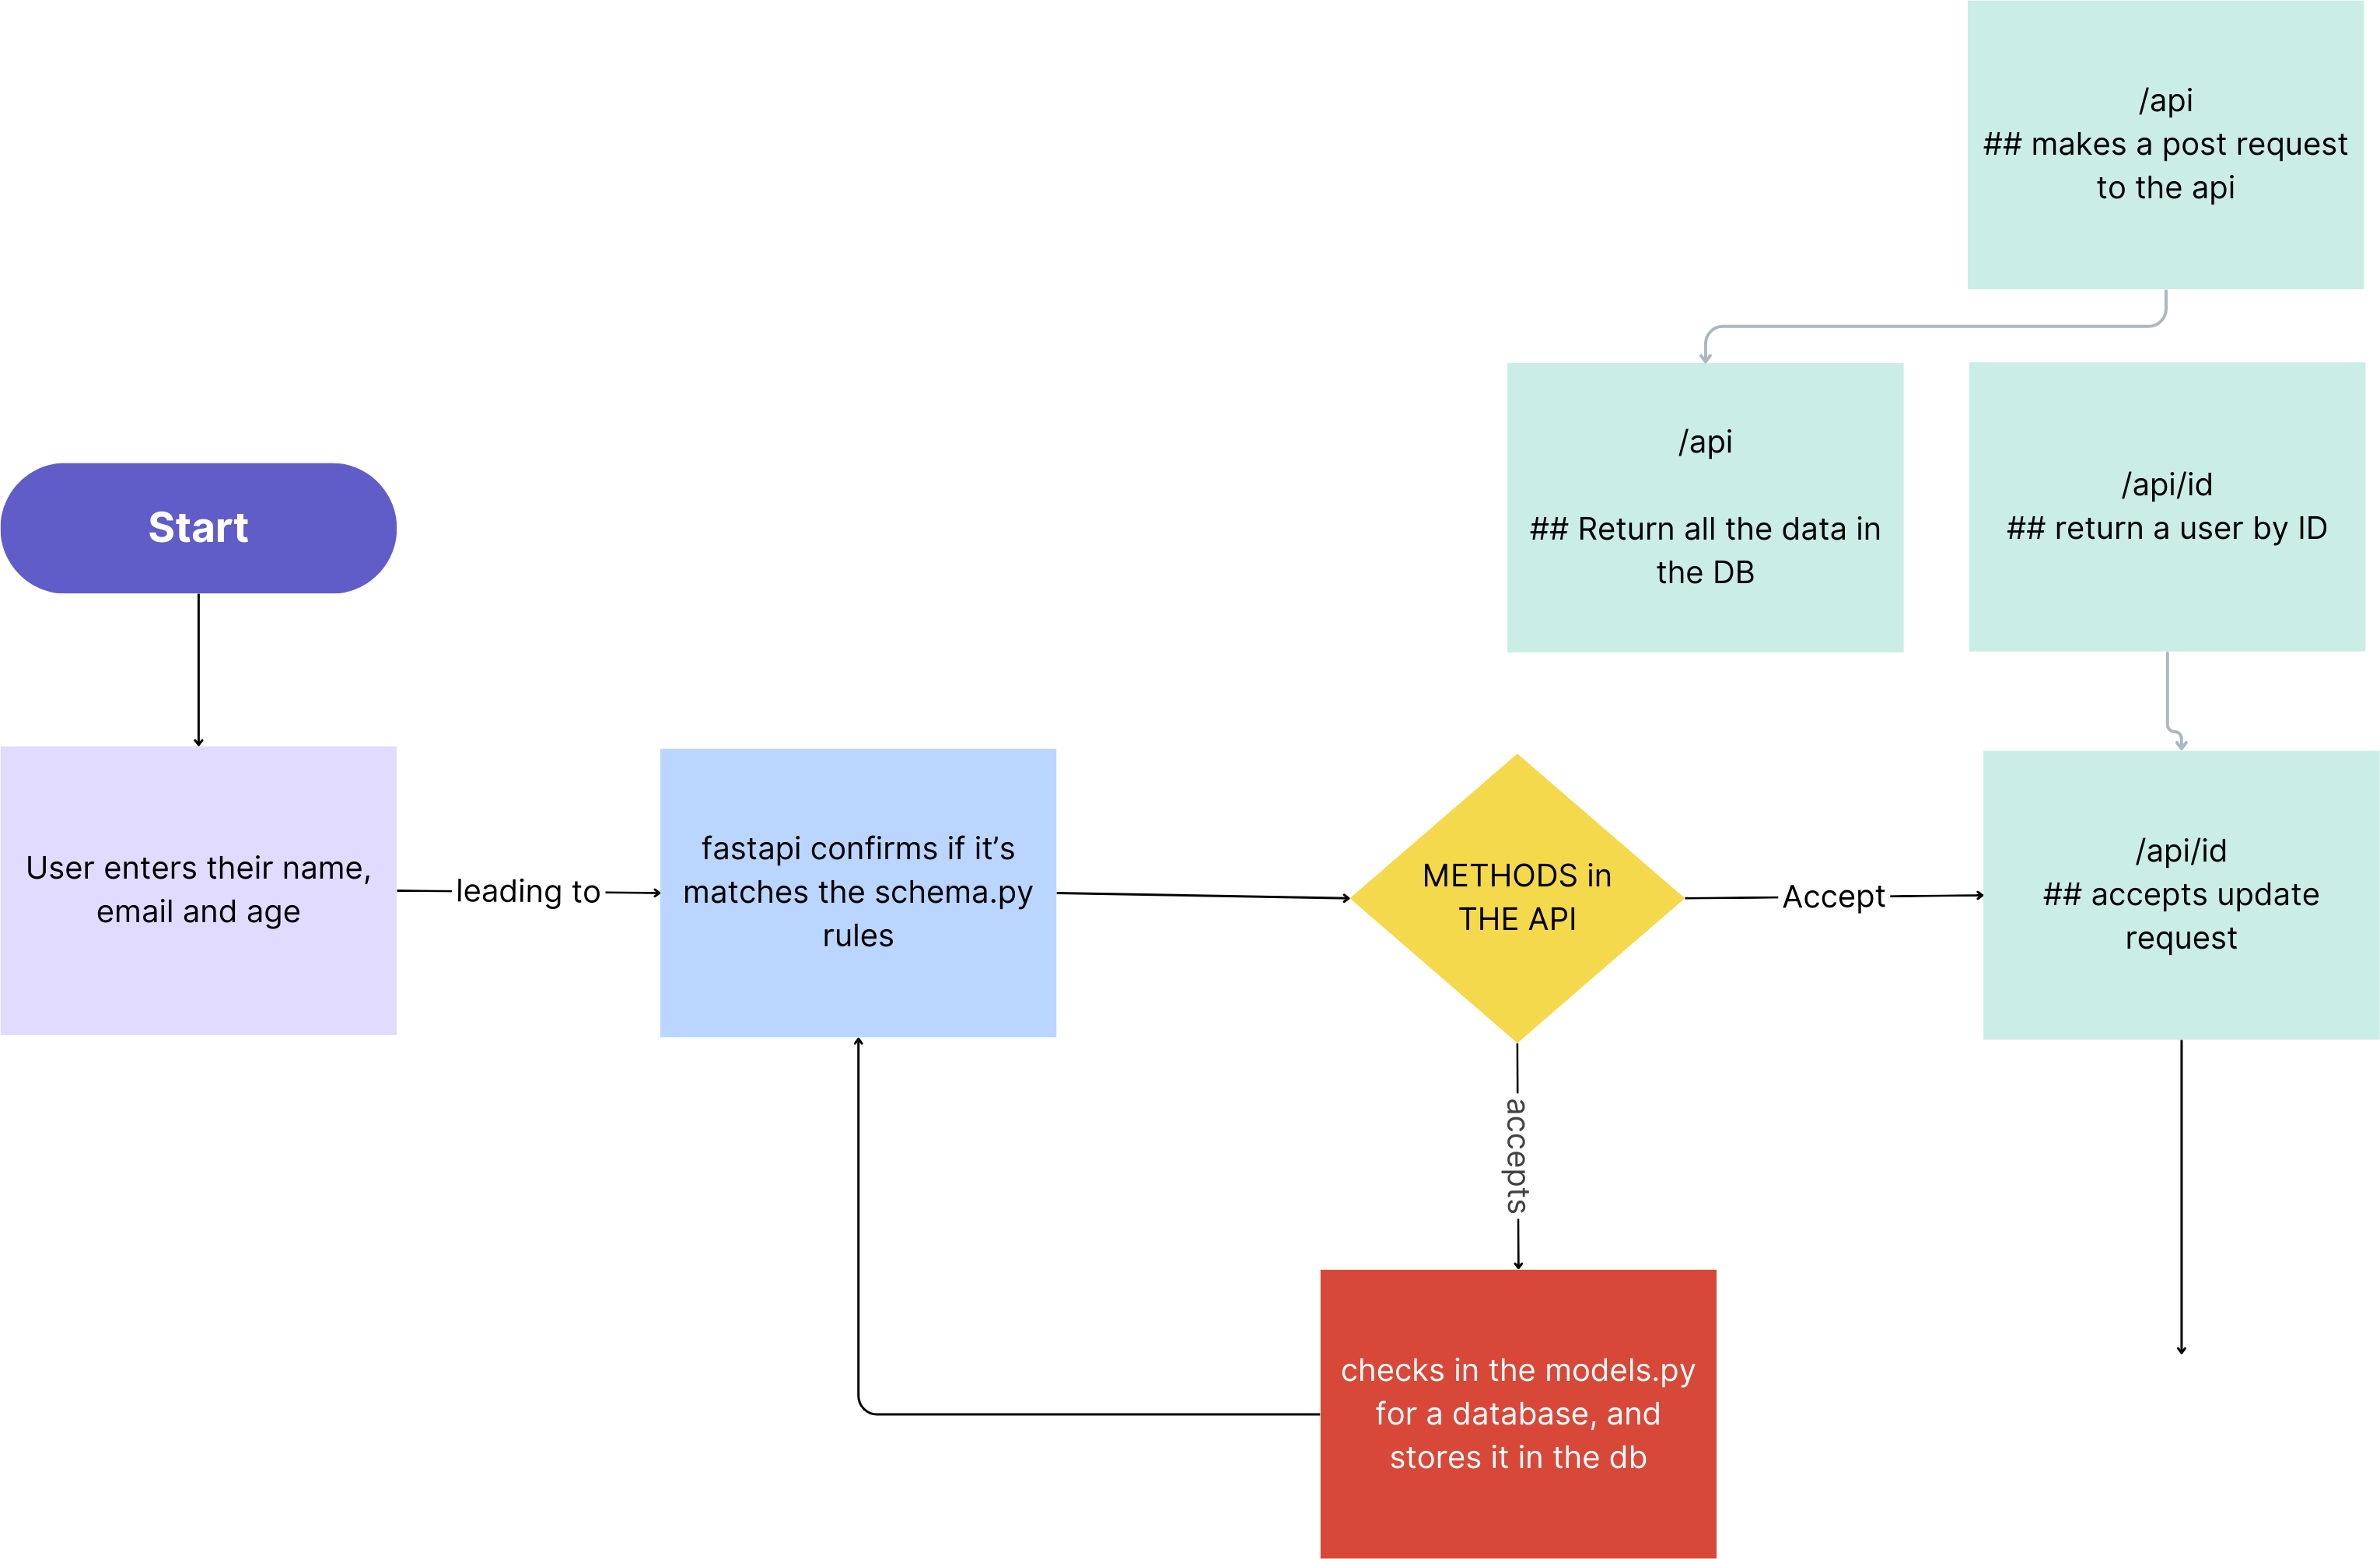 /api
## makes a post request
to the api
/api
## Return all the data in
the DB
/api/id
## return a user by ID
Start
User enters their name,
email and age
leading to
fastapi confirms if it’s
matches the schema.py
rules
METHODS in
THE API
Accept
/api/id
## accepts update
request
accepts
checks in the models.py
for a database, and
stores it in the db